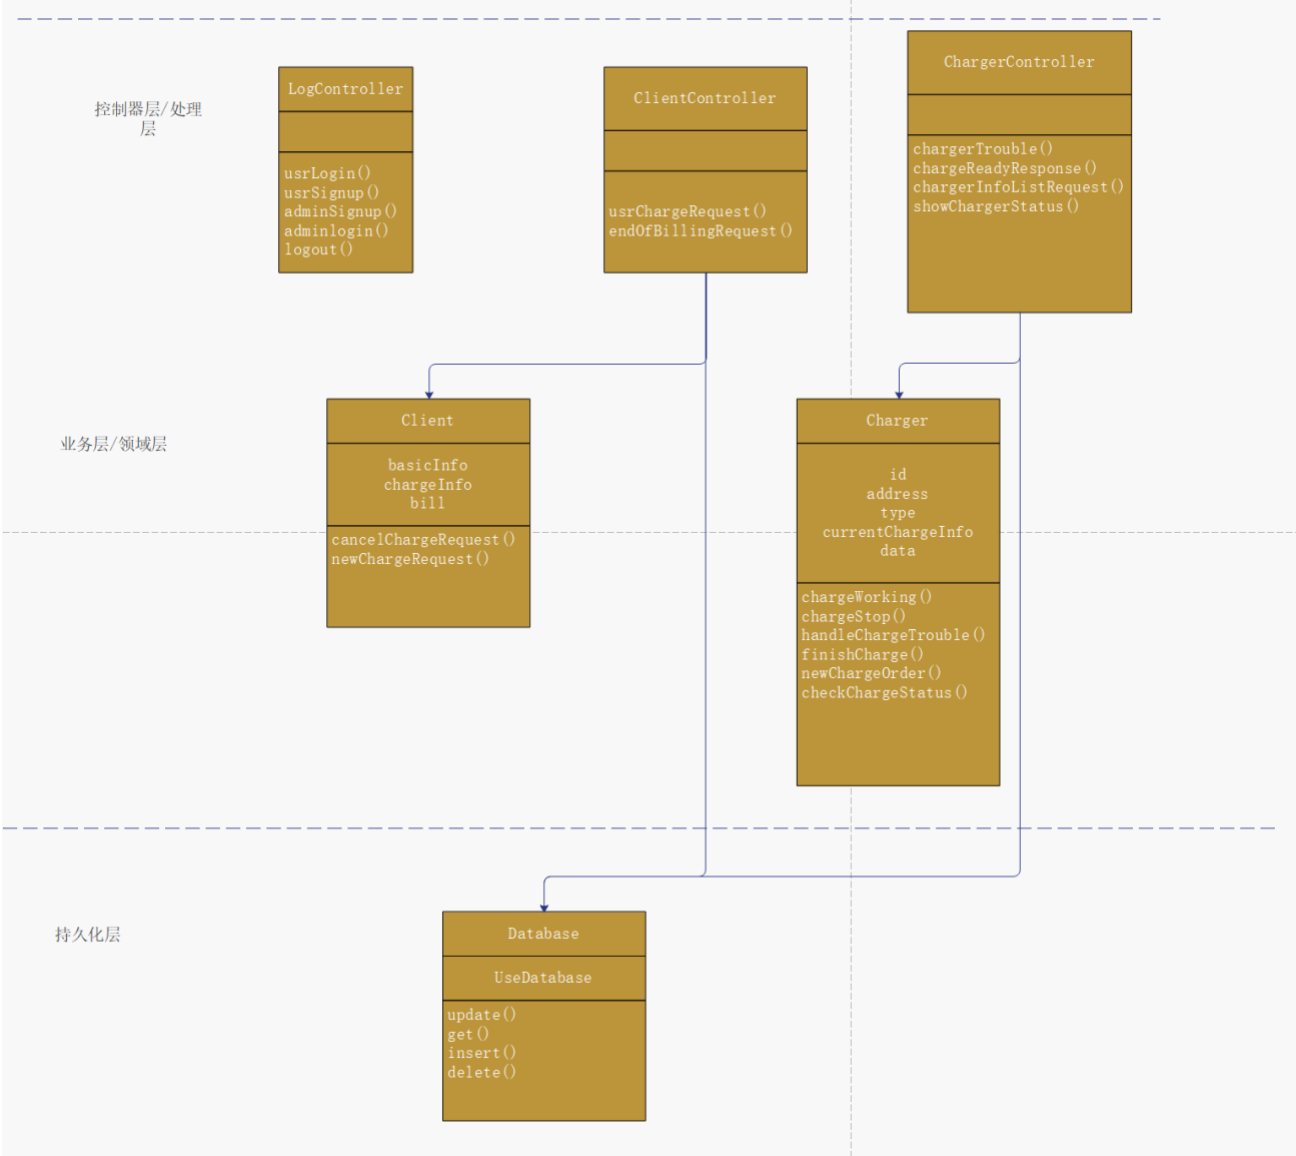 控制器层/处理
层
LogController
usrLogin()
usrSignup()
adminSignup()
adminlogin()
logout()
ClientController
usrChargeRequest()
endOfBillingRequest()
ChargerController
chargerTrouble()
chargeReadyResponse()
chargerInfoListRequest()
showChargerStatus()
业务层/领域层
Client
basicInfo
chargeInfo
bill
cancelChargeRequest()
newChargeRequest()
Charger
id
address
type
currentChargeInfo
data
chargeWorking()
chargeStop()
handleChargeTrouble()
finishCharge()
newChargeOrder()
checkChargeStatus()
持久化层
Database
UseDatabase
update()
get()
insert()
delete()